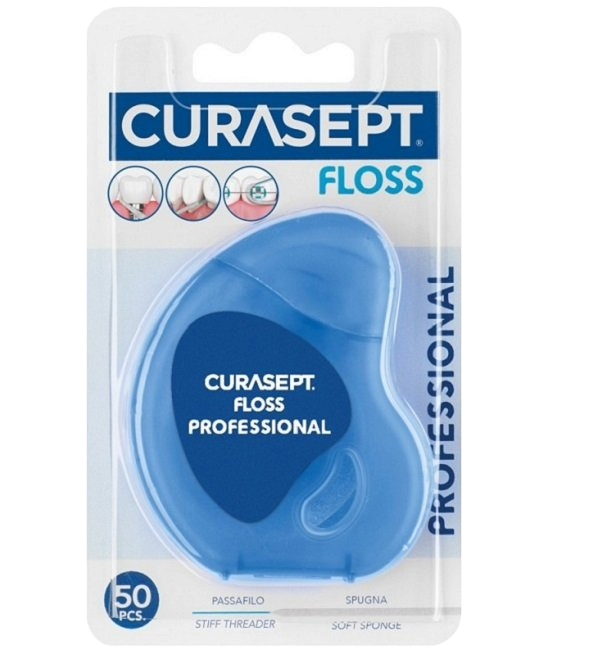 CURASEPT®
FLOSS
PROFESSIONAL
CURASEPT.
FLOSS
PROFESSIONAL
50
PCS.
PASSAFILO
SPUGNA
STIFF THREADER
SOFT SPONGE